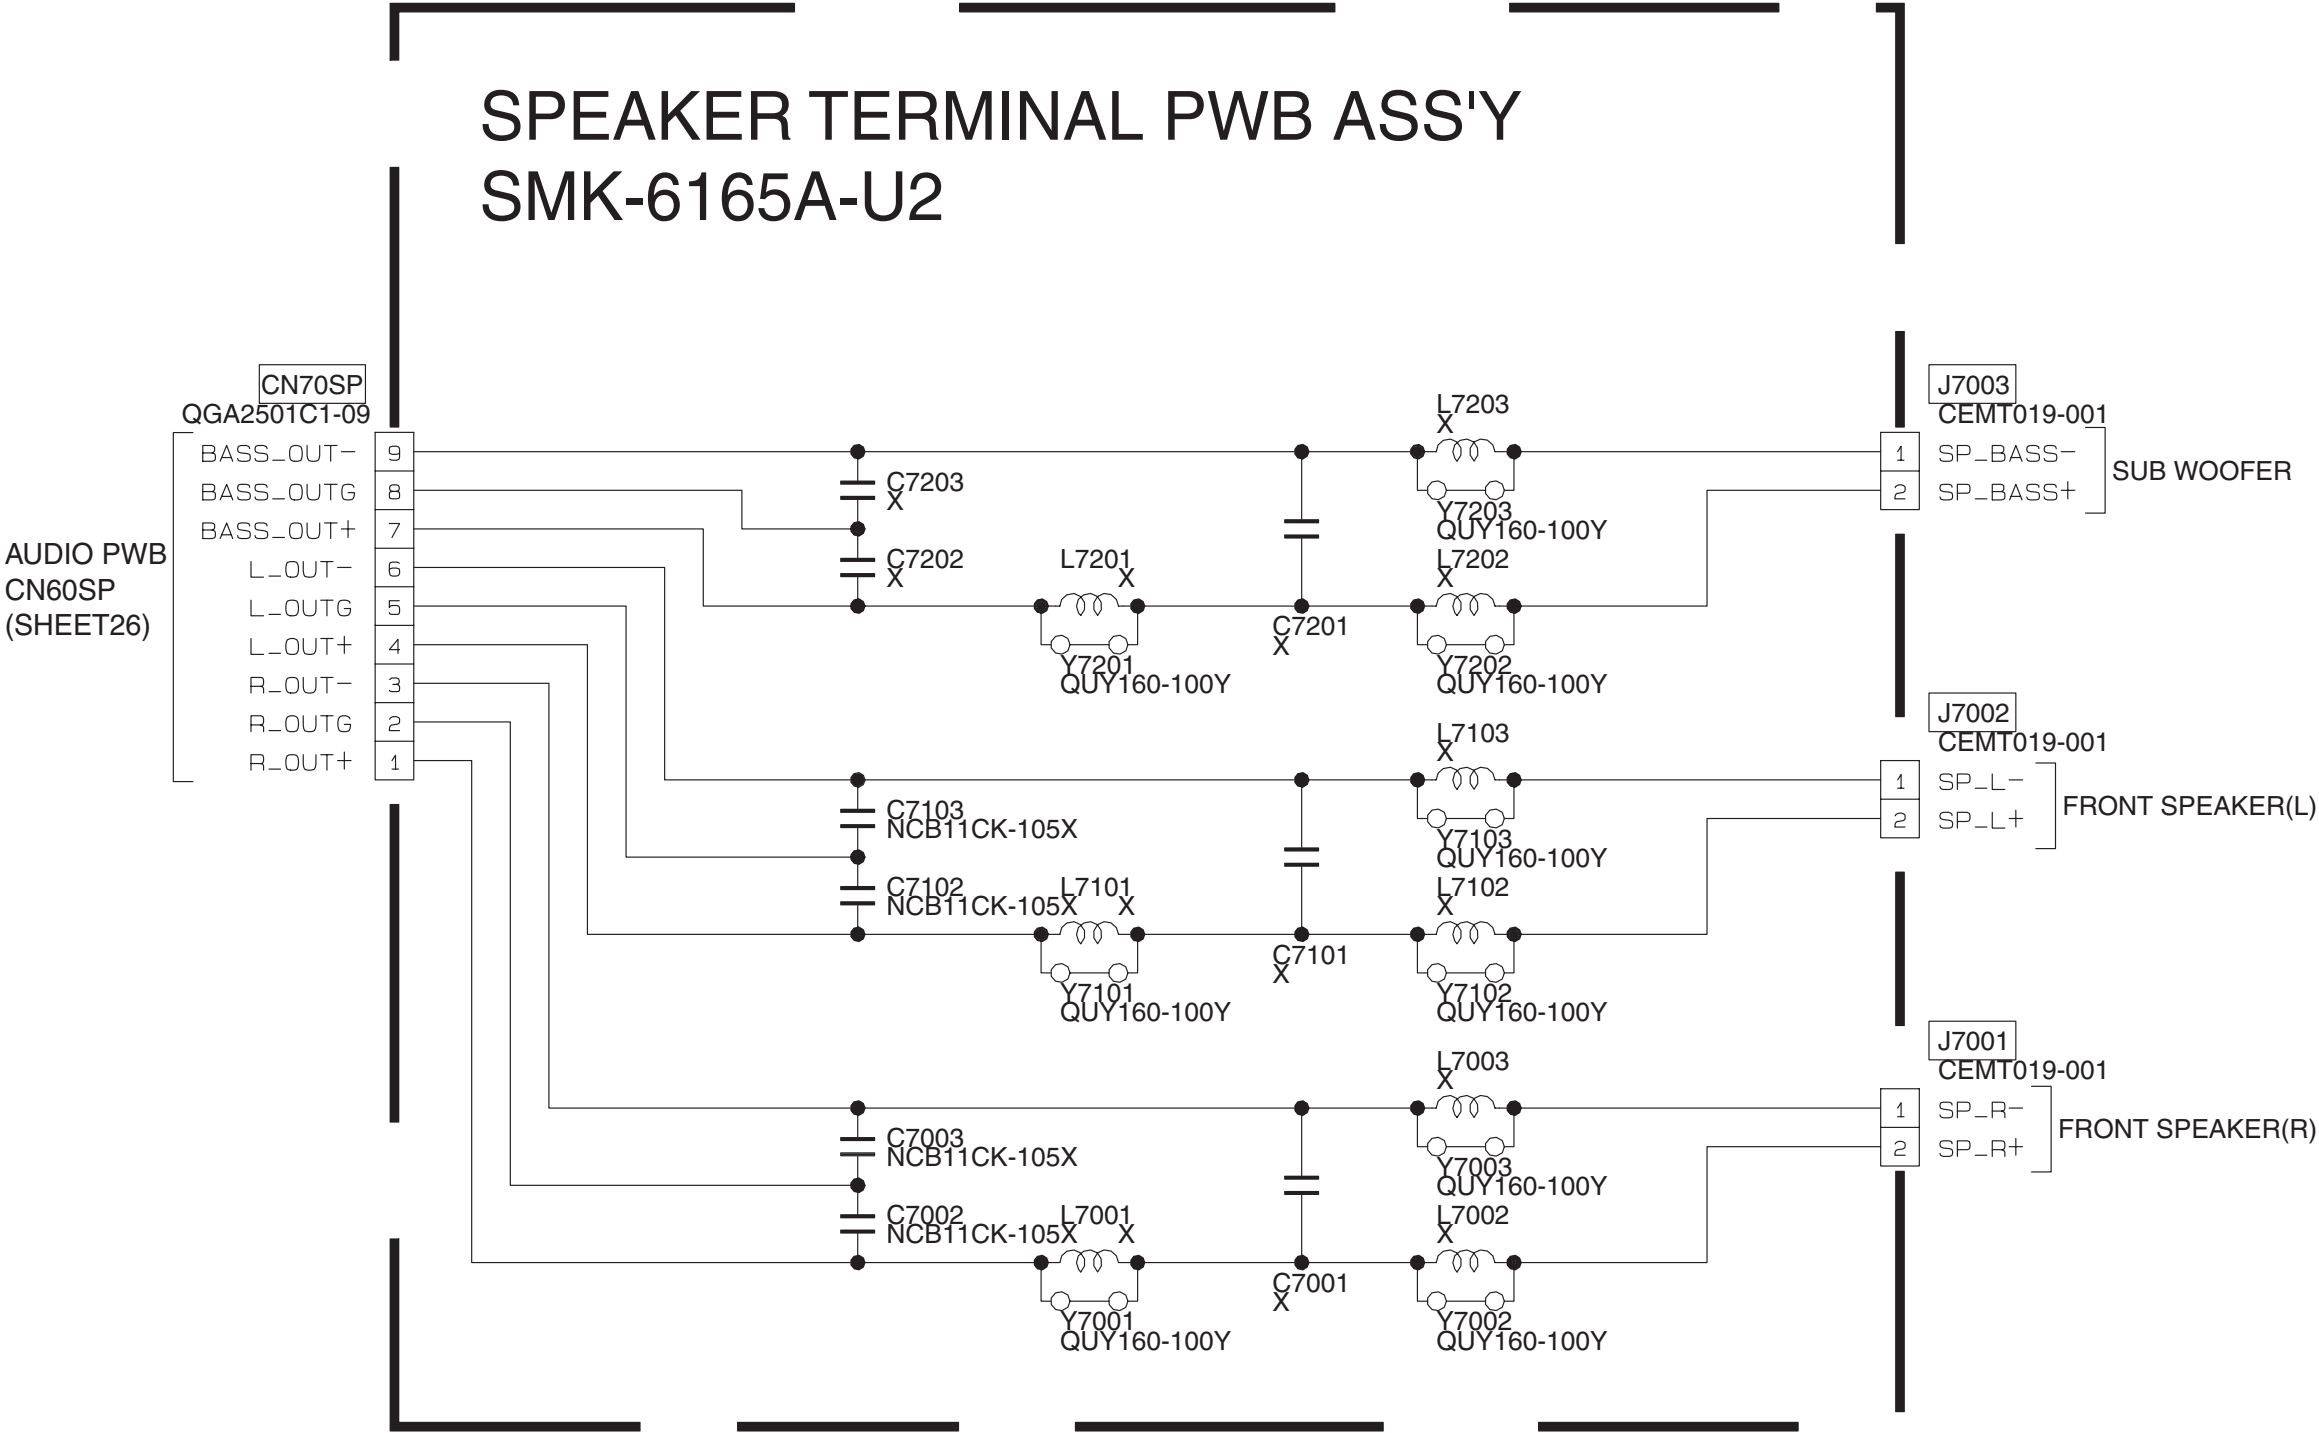 SPEAKER TERMINAL PWB ASS'Y
SMK-6165A-U2
CN70SP
QGA2501C1-09
AUDIO PWB
CN60SP
(SHEET26)
BASS_OUT- 9
BASS_OUTG 8
BASS_OUT+ 7
L_OUT- 6
L_OUTG 5
L_OUT+ 4
R_OUT- 3
R_OUTG 2
R_OUT+ 1
C7203
X
C7202
X
L7201
X
Y7201
QUY160-100Y
C7201
X
L7203
X
Y7203
QUY160-100Y
L7202
X
Y7202
QUY160-100Y
J7003
CEMT019-001
1 SP_BASS-
2 SP_BASS+
SUB WOOFER
C7103
NCB11CK-105X
C7102
NCB11CK-105X
L7101
X
Y7101
QUY160-100Y
C7101
X
L7103
X
Y7103
QUY160-100Y
L7102
X
Y7102
QUY160-100Y
J7002
CEMT019-001
1 SP_L-
2 SP_L+
FRONT SPEAKER(L)
C7003
NCB11CK-105X
C7002
NCB11CK-105X
L7001
X
Y7001
QUY160-100Y
C7001
X
L7003
X
Y7003
QUY160-100Y
L7002
X
Y7002
QUY160-100Y
J7001
CEMT019-001
1 SP_R-
2 SP_R+
FRONT SPEAKER(R)